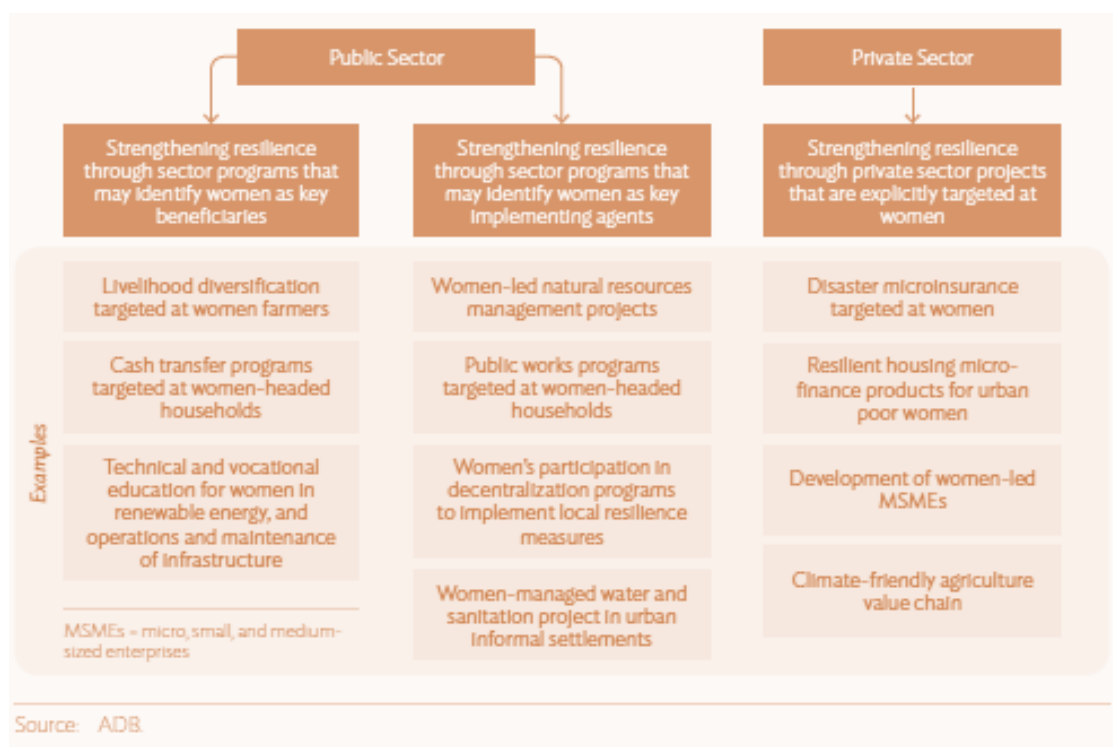 Public Sector
Private Sector
Strengthening resilience
through sector programs that
may identify women as key
beneficiaries
Strengthening resilience
through sector programs that
may identify women as key
implementing agents
Strengthening resilience
through private sector projects
that are explicitly targeted at
women
Examples
Livelihood diversification
targeted at women farmers
Cash transfer programs
targeted at women-headed
households
Technical and vocational
education for women in
renewable energy, and
operations and maintenance
of infrastructure
MSMEs = micro, small, and medium-
sized enterprises
Women-led natural resources
management projects
Public works programs
targeted at women-headed
households
Women's participation in
decentralization programs
to implement local resilience
measures
Women-managed water and
sanitation project in urban
informal settlements
Disaster microinsurance
targeted at women
Resilient housing micro-
finance products for urban
poor women
Development of women-led
MSMEs
Climate-friendly agriculture
value chain
Source: ADB.